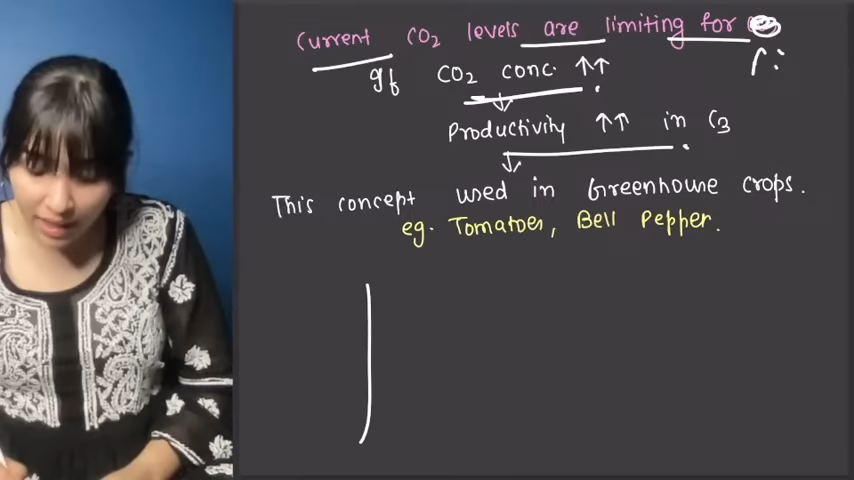 Current CO2 levels are limiting for
If CO2 conc. ↑↑
Productivity ↑↑ in C3
This concept used in Greenhouse crops.
eg. Tomatoes, Bell Pepper.